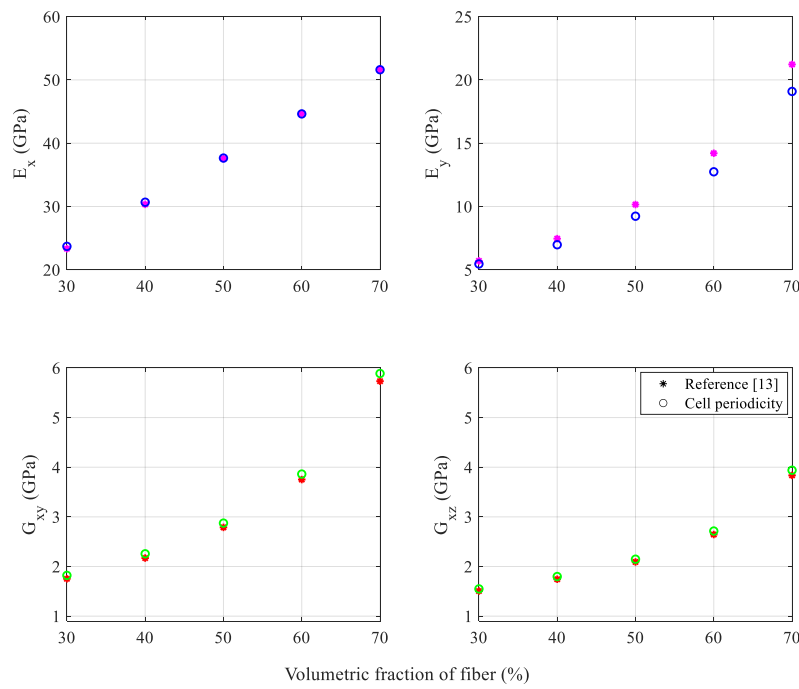 60
50
40
30
20
E_x (GPa)
30 40 50 60 70
25
20
15
10
5
E_y (GPa)
30 40 50 60 70
6
5
4
3
2
1
G_xy (GPa)
30 40 50 60 70
6
5
4
3
2
1
G_xz (GPa)
30 40 50 60 70
Reference [13]
Cell periodicity
Volumetric fraction of fiber (%)